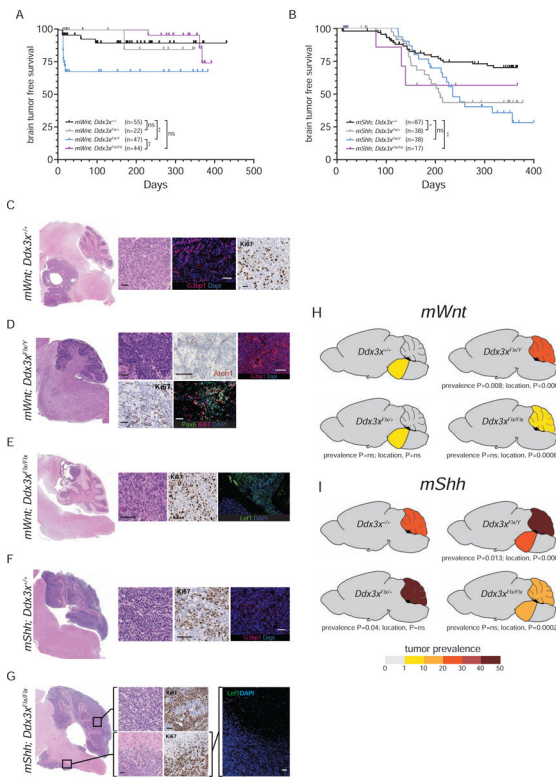 A
B
brain tumor free survival
100
75
50
25
0
mWnt; Ddx3x+/+ (n=55)
mWnt; Ddx3xFlx/+ (n=22)
mWnt; Ddx3xFlx/Y (n=47)
mWnt; Ddx3xFlx/Flx (n=44)
ns
**
ns
**
0 100 200 300 400 500
Days
brain tumor free survival
100
75
50
25
0
mShh; Ddx3x+/+ (n=87)
mShh; Ddx3xFlx/+ (n=38)
mShh; Ddx3xFlx/Y (n=38)
mShh; Ddx3xFlx/Flx (n=17)
*
ns
**
0 100 200 300 400
Days
C
mWnt; Ddx3x+/+
Ki67
C3bp1 Dapi
D
mWnt; Ddx3xFlx/Y
Atoh1
Ki67
Pax6 Ki67 DAPI
E
mWnt; Ddx3xFlx/Flx
Ki67
Lef1 DAPI
F
mShh; Ddx3x+/+
Ki67
G
mShh; Ddx3xFlx/Flx
Ki67
Ki67
Lef1 DAPI
H
mWnt
Ddx3x+/+
Ddx3xFlx/Y
prevalence P=0.008; location, P<0.000
Ddx3xFlx/+
Ddx3xFlx/Flx
prevalence P=ns; location, P=ns
prevalence P=ns; location, P=0.0006
I
mShh
Ddx3x+/+
Ddx3xFlx/Y
prevalence P=0.013; location, P<0.000
Ddx3xFlx/+
Ddx3xFlx/Flx
prevalence P=0.04; location, P=ns
prevalence P=ns; location, P=0.0002
tumor prevalence
0 1 10 20 30 40 50